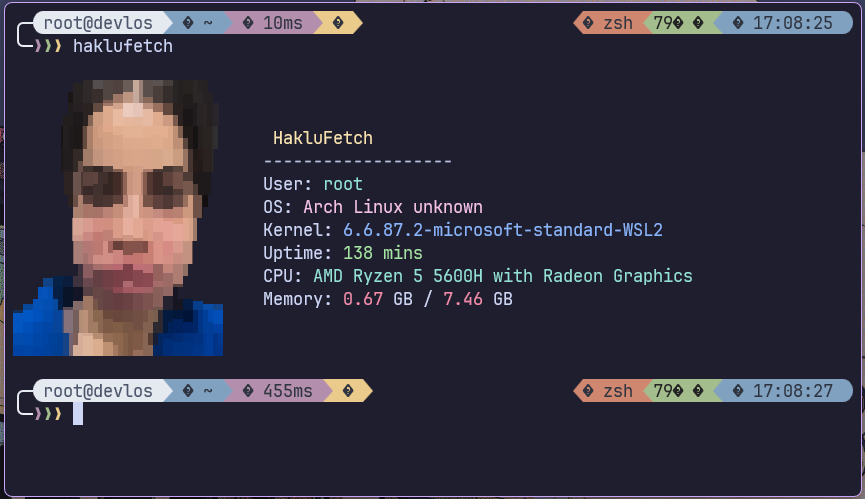 root@devlos � ~ � 10ms � � zsh 79� � � 17:08:25
❯❯❯ haklufetch
HakluFetch
-------------------
User: root
OS: Arch Linux unknown
Kernel: 6.6.87.2-microsoft-standard-WSL2
Uptime: 138 mins
CPU: AMD Ryzen 5 5600H with Radeon Graphics
Memory: 0.67 GB / 7.46 GB
root@devlos � ~ � 455ms � � zsh 79� � � 17:08:27
❯❯❯